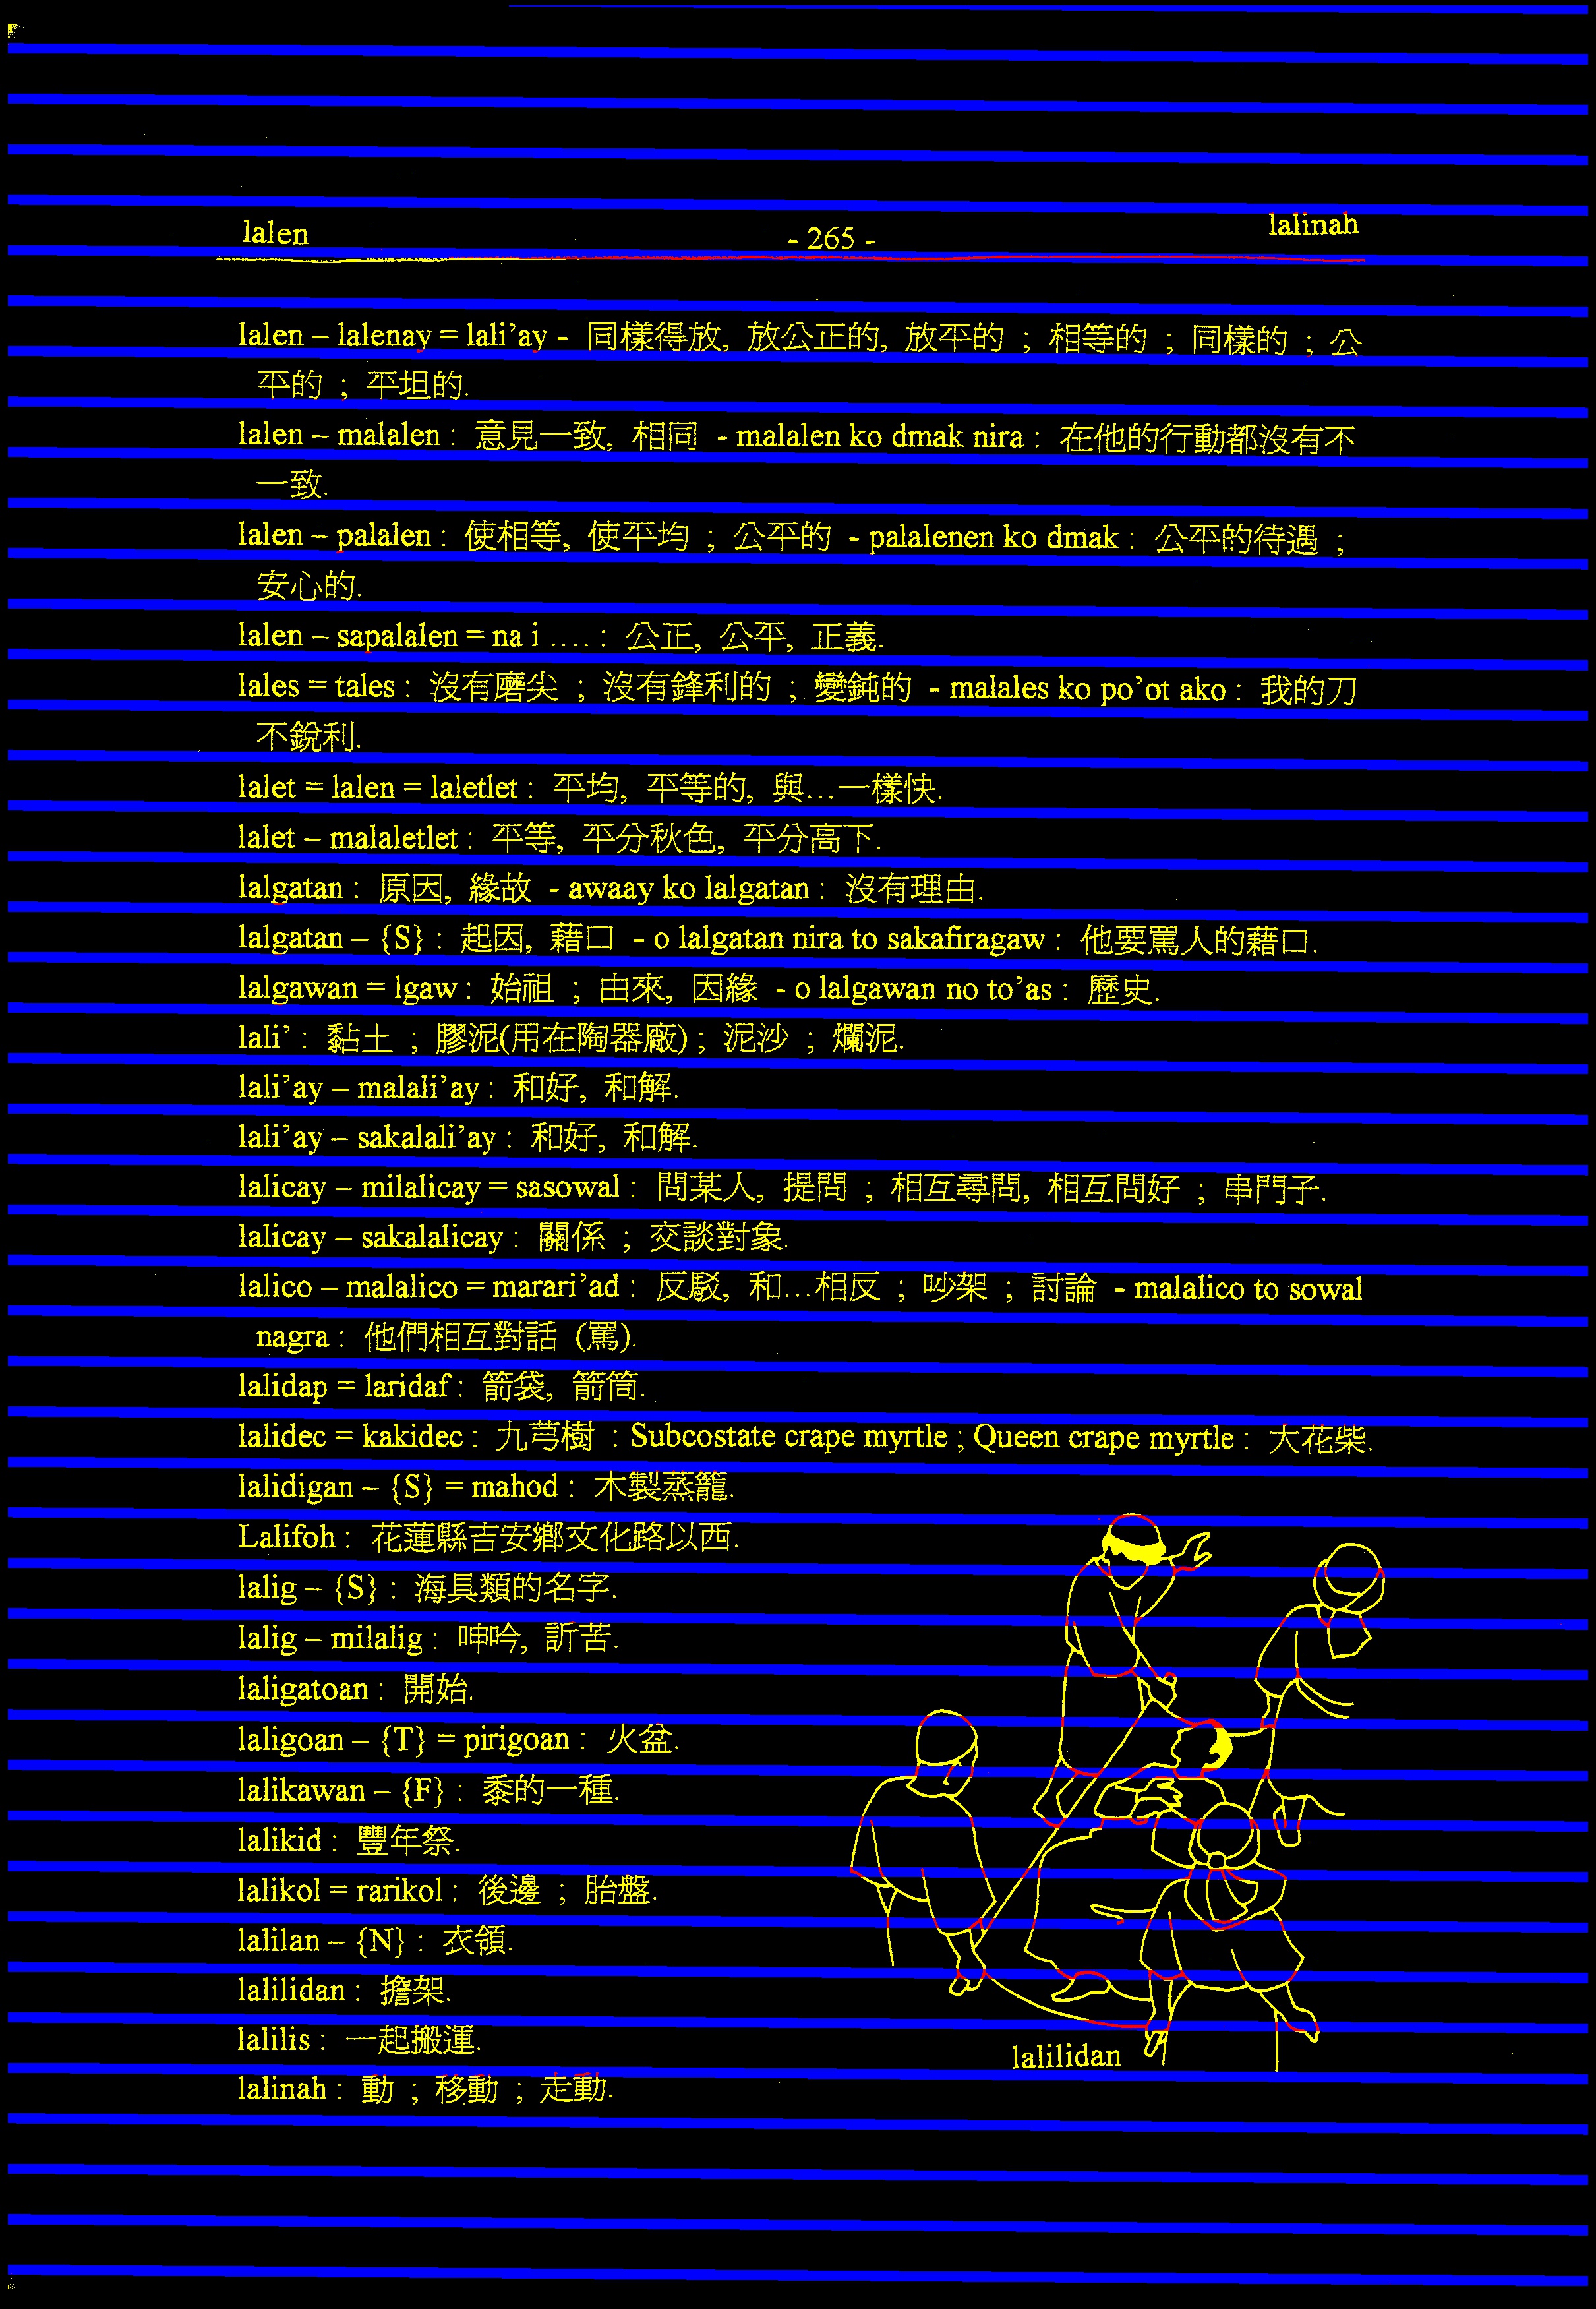 lalen
- 265 -
lalinah
lalen – lalenay = lali’ay - 同樣得放, 放公正的, 放平的 ; 相等的 ; 同樣的 ; 公
平的 ; 平坦的.
lalen – malalen : 意見一致, 相同 - malalen ko dmak nira : 在他的行動都沒有不
一致.
lalen – palalen : 使相等, 使平均 ; 公平的 - palalenen ko dmak : 公平的待遇 ;
安心的.
lalen – sapalalen = na i .... : 公正, 公平, 正義.
lales = tales : 沒有磨尖 ; 沒有鋒利的 ; 變鈍的 - malales ko po’ot ako : 我的刀
不銳利.
lalet = lalen = laletlet : 平均, 平等的, 與...一樣快.
lalet – malaletlet : 平等, 平分秋色, 平分高下.
lalgatan : 原因, 緣故 - awaay ko lalgatan : 沒有理由.
lalgatan – {S} : 起因, 藉口 - o lalgatan nira to sakafiragaw : 他要罵人的藉口.
lalgawan = lgaw : 始祖 ; 由來, 因緣 - o lalgawan no to’as : 歷史.
lali’ : 黏土 ; 膠泥(用在陶器廠) ; 泥沙 ; 爛泥.
lali’ay – malali’ay : 和好, 和解.
lali’ay – sakalali’ay : 和好, 和解.
lalicay – milalicay = sasowal : 問某人, 提問 ; 相互尋問, 相互問好 ; 串門子.
lalicay – sakalalicay : 關係 ; 交談對象.
lalico – malalico = marari’ad : 反駁, 和...相反 ; 吵架 ; 討論 - malalico to sowal
nagra : 他們相互對話 (罵).
lalidap = laridaf : 箭袋, 箭筒.
lalidec = kakidec : 九芎樹 : Subcostate crape myrtle ; Queen crape myrtle : 大花柴.
lalidigan – {S} = mahod : 木製蒸籠.
Lalifoh : 花蓮縣吉安鄉文化路以西.
lalig – {S} : 海具類的名字.
lalig – milalig : 呻吟, 訢苦.
laligatoan : 開始.
laligoan – {T} = pirigoan : 火盆.
lalikawan – {F} : 黍的一種.
lalikid : 豐年祭.
lalikol = rarikol : 後邊 ; 胎盤.
lalilan – {N} : 衣領.
lalilidan : 擔架.
lalilis : 一起搬運.
lalilidan
lalinah : 動 ; 移動 ; 走動.